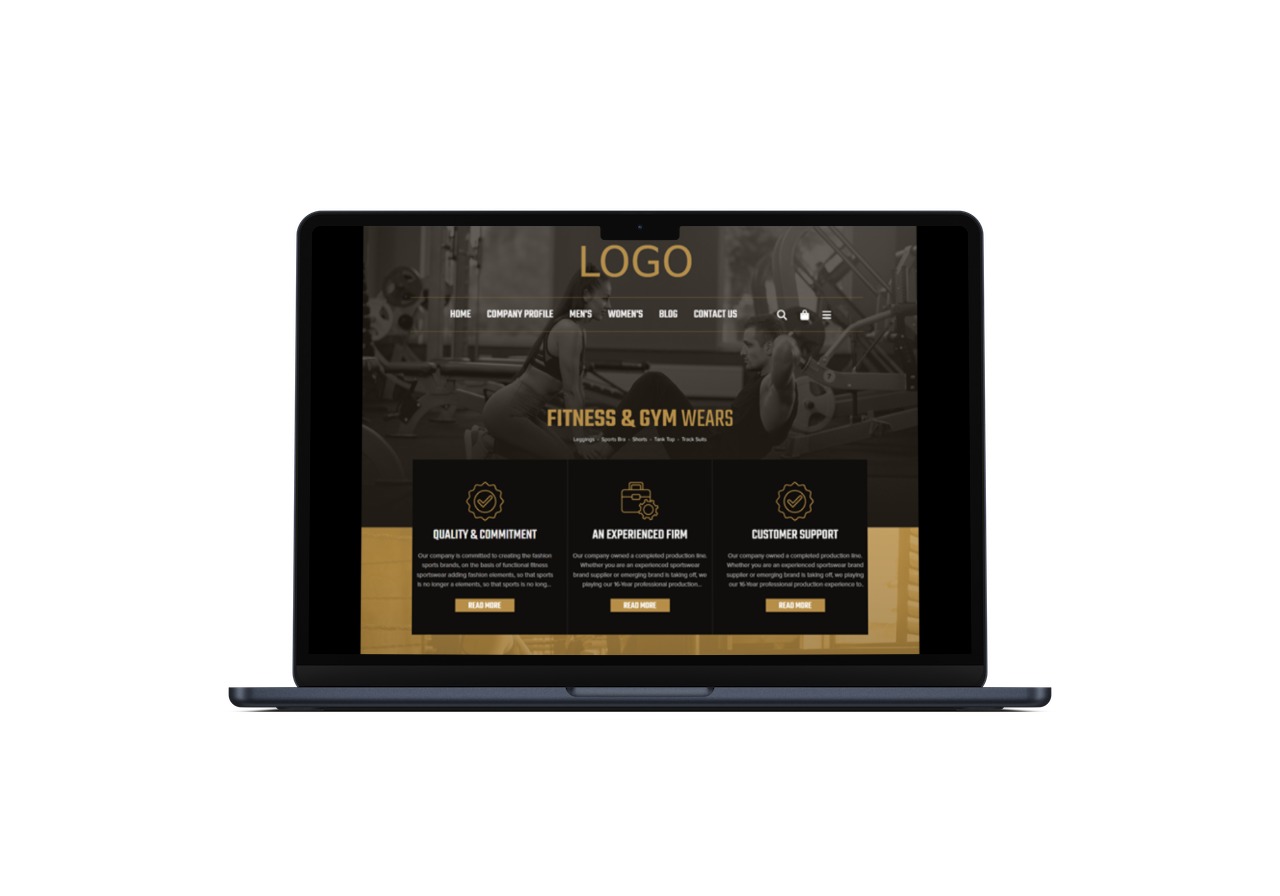 LOGO
HOME COMPANY PROFILE MEN'S WOMEN'S BLOG CONTACT US
FITNESS & GYM WEARS
Leggings - Sports Bra - Shorts - Tank Top - Track Suits
QUALITY & COMMITMENT
Our company is committed to creating the fashion
sports brands, on the basis of functional fitness
sportswear adding fashion elements, so that sports
is no longer a elements, so that sports is no long...
READ MORE
AN EXPERIENCED FIRM
Our company owned a completed production line.
Whether you are an experienced sportswear
brand supplier or emerging brand is taking off, we
playing our 16-Year professional production...
READ MORE
CUSTOMER SUPPORT
Our company owned a completed production line.
Whether you are an experienced sportswear brand
supplier or emerging brand is taking off, we playing
our 16-Year professional production experience to..
READ MORE